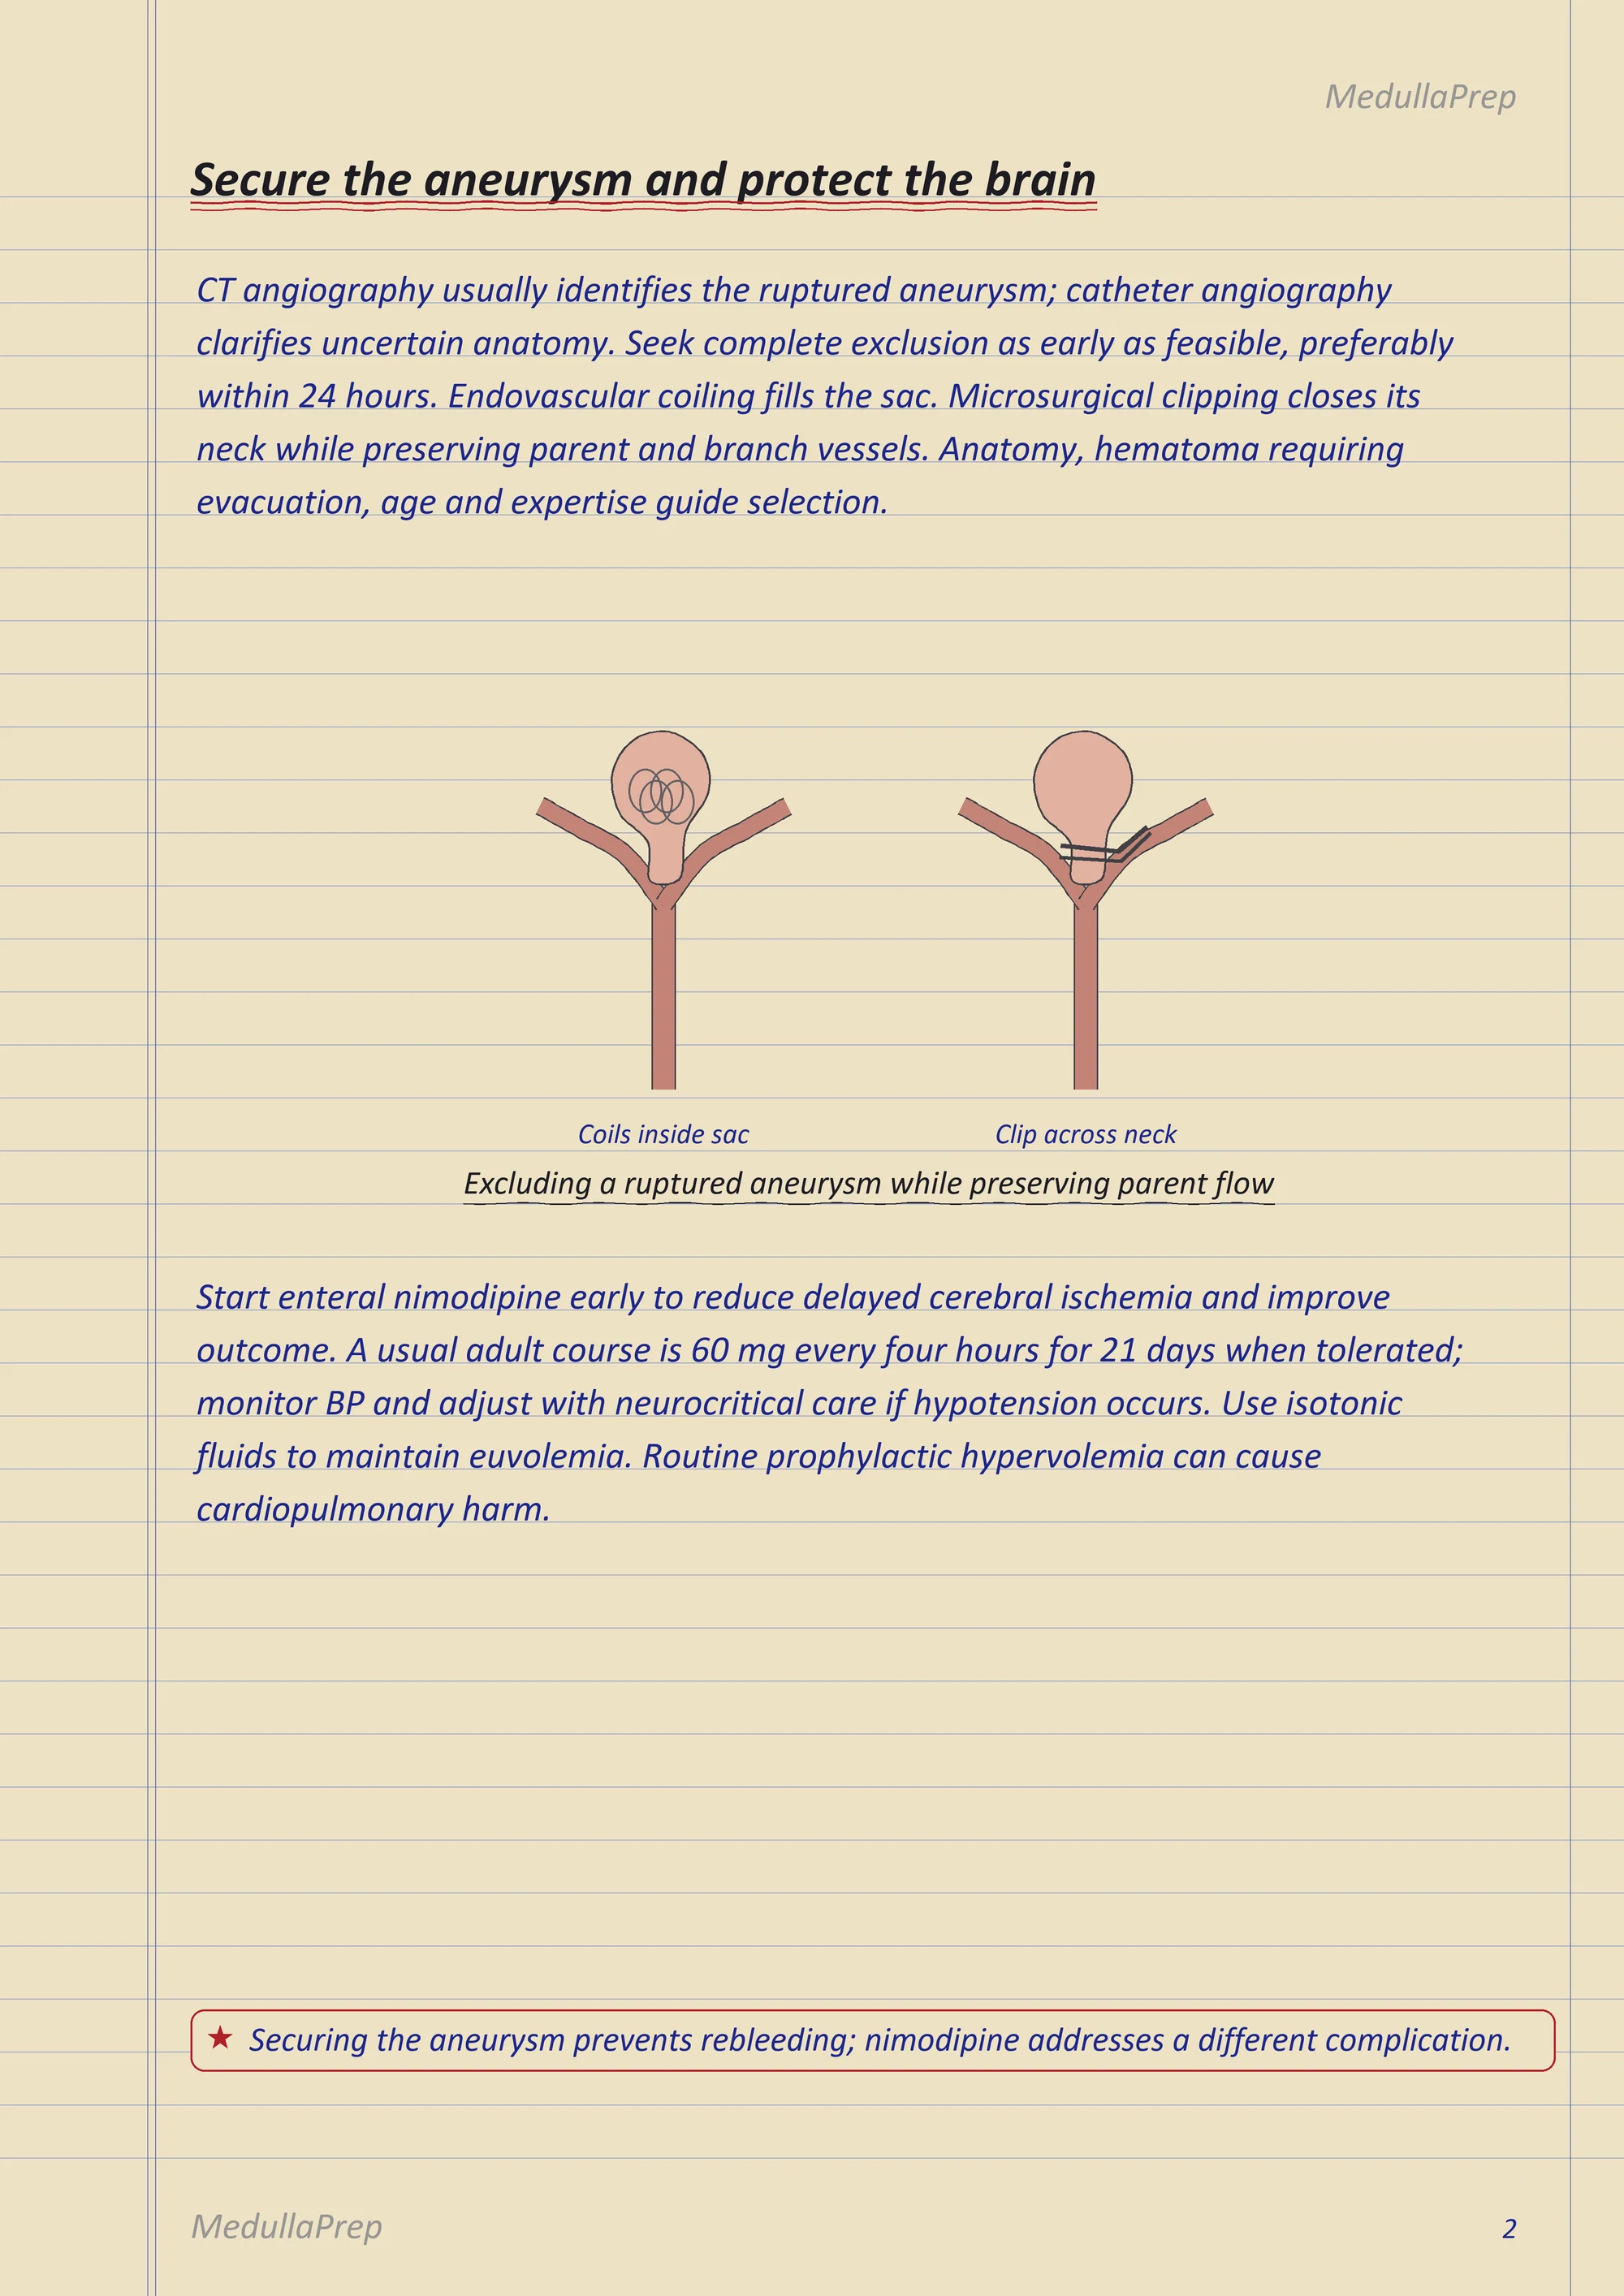 MedullaPrep
Secure the aneurysm and protect the brain
CT angiography usually identifies the ruptured aneurysm; catheter angiography
clarifies uncertain anatomy. Seek complete exclusion as early as feasible, preferably
within 24 hours. Endovascular coiling fills the sac. Microsurgical clipping closes its
neck while preserving parent and branch vessels. Anatomy, hematoma requiring
evacuation, age and expertise guide selection.
Coils inside sac
Clip across neck
Excluding a ruptured aneurysm while preserving parent flow
Start enteral nimodipine early to reduce delayed cerebral ischemia and improve
outcome. A usual adult course is 60 mg every four hours for 21 days when tolerated;
monitor BP and adjust with neurocritical care if hypotension occurs. Use isotonic
fluids to maintain euvolemia. Routine prophylactic hypervolemia can cause
cardiopulmonary harm.
★ Securing the aneurysm prevents rebleeding; nimodipine addresses a different complication.
MedullaPrep
2